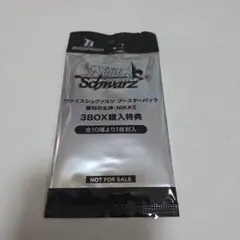 BUSHIROAD
Weiß
Schwarz
ヴァイスシュヴァルツ ブースターパック
勝利の女神:NIKKE
3BOX購入特典
全10種より1枚封入
NOT FOR SALE